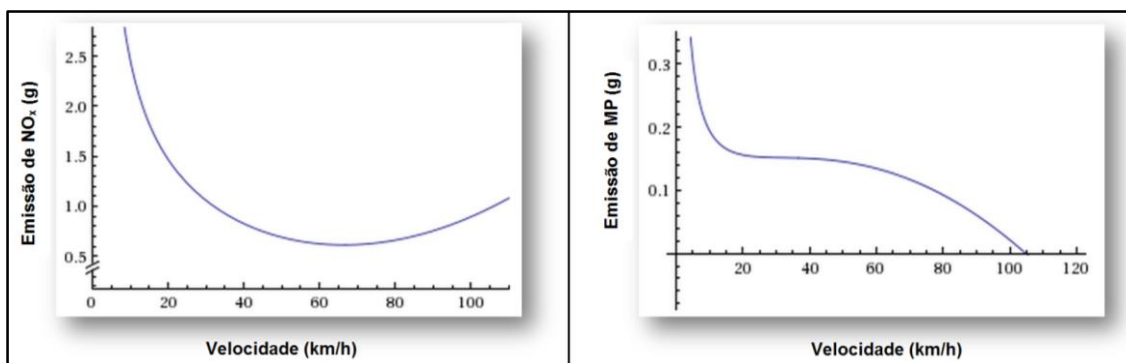 Emissão de NOₓ (g)
2.5
2.0
1.5
1.0
0.5
0 20 40 60 80 100
Velocidade (km/h)
Emissão de MP (g)
0.3
0.2
0.1
20 40 60 80 100 120
Velocidade (km/h)